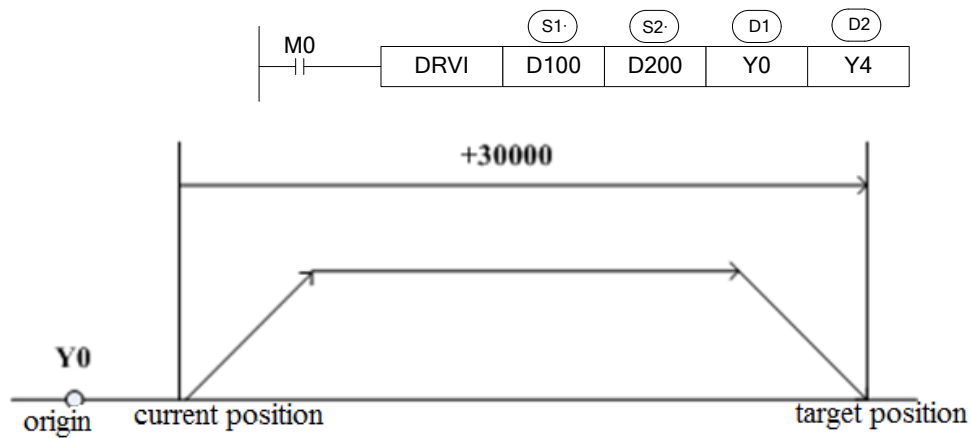 S1· S2· D1 D2
M0
DRVI D100 D200 Y0 Y4
+30000
Y0
origin current position target position